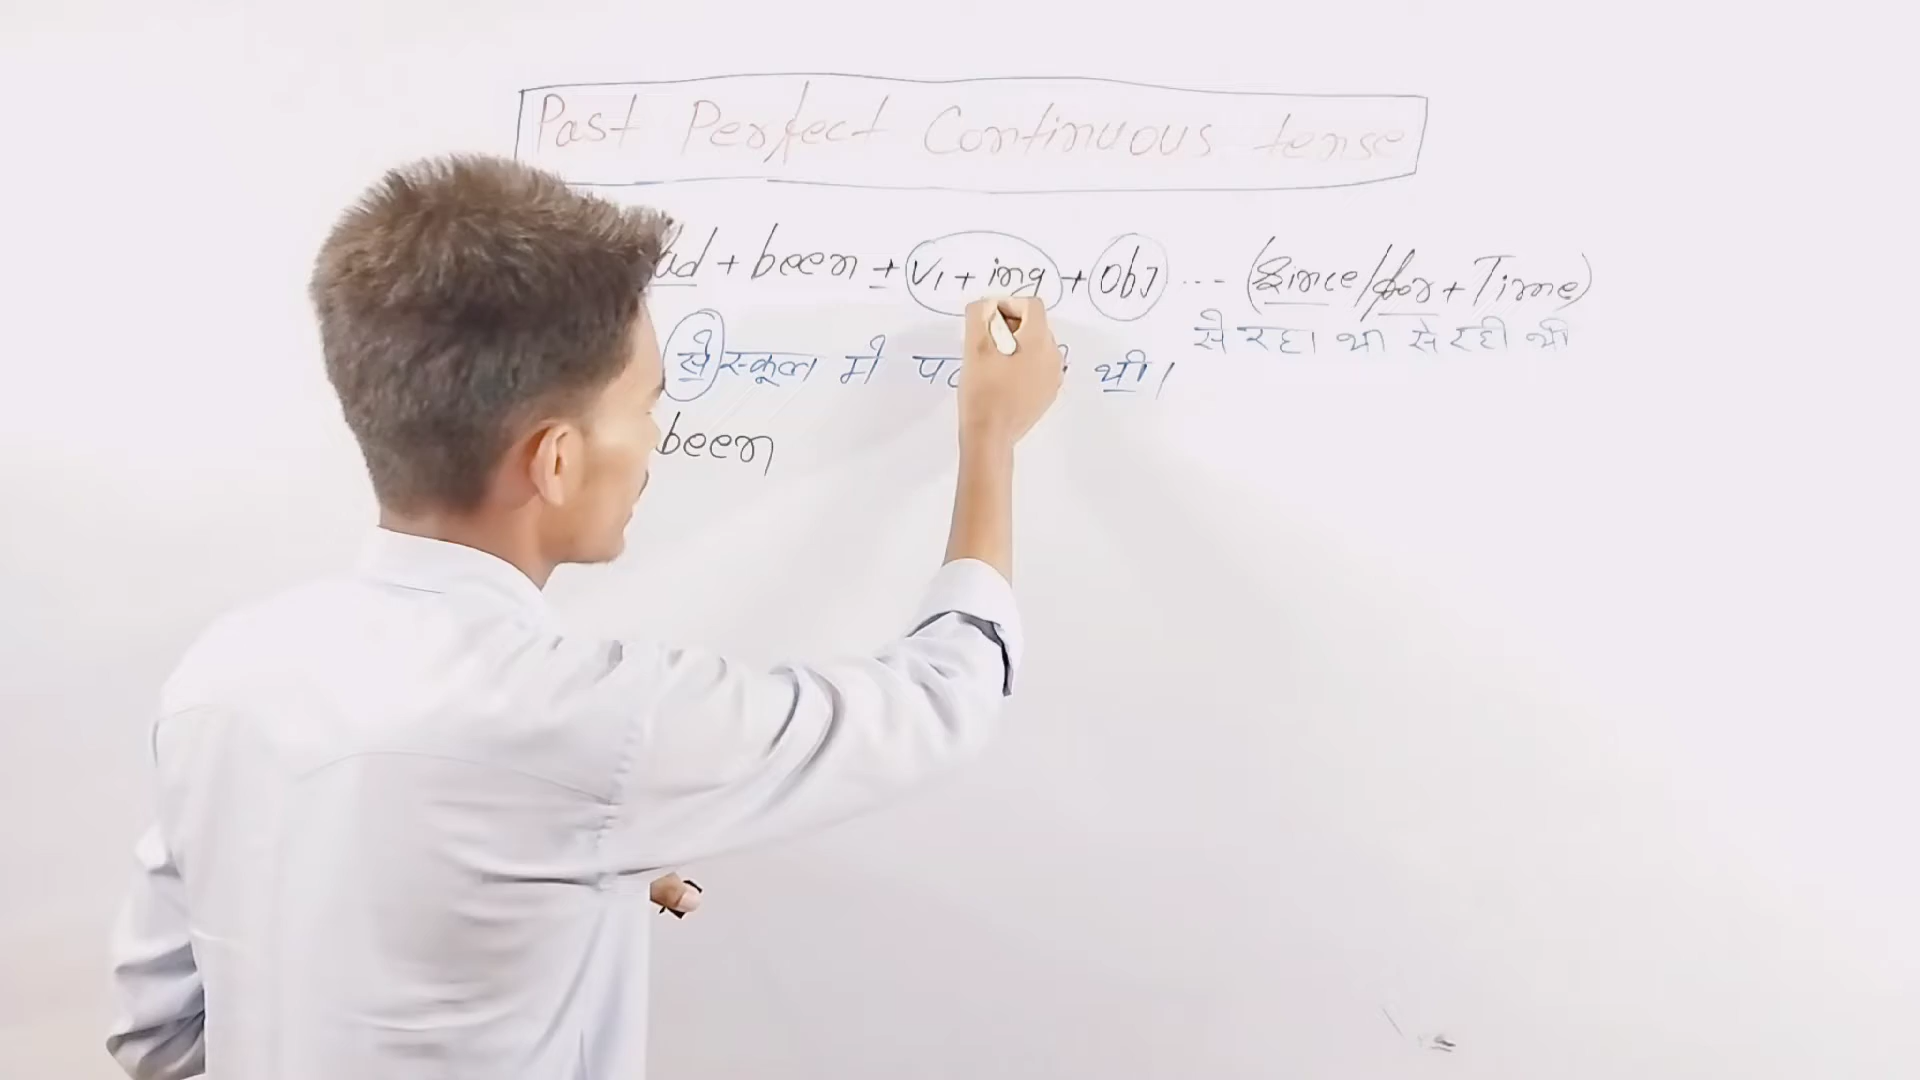 Past Perfect Continuous tense
+ been + V1 + ing + Obj ... (Since/for + Time)
से रहा था से रही थी
से स्कूल में थी।
been